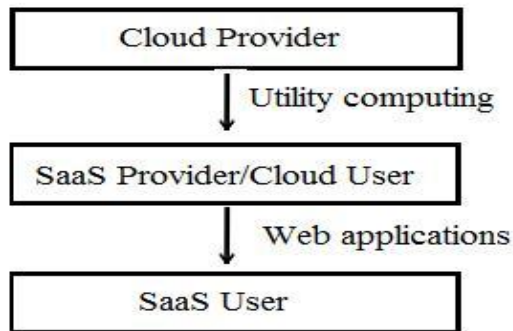 Cloud Provider
Utility computing
SaaS Provider/Cloud User
Web applications
SaaS User